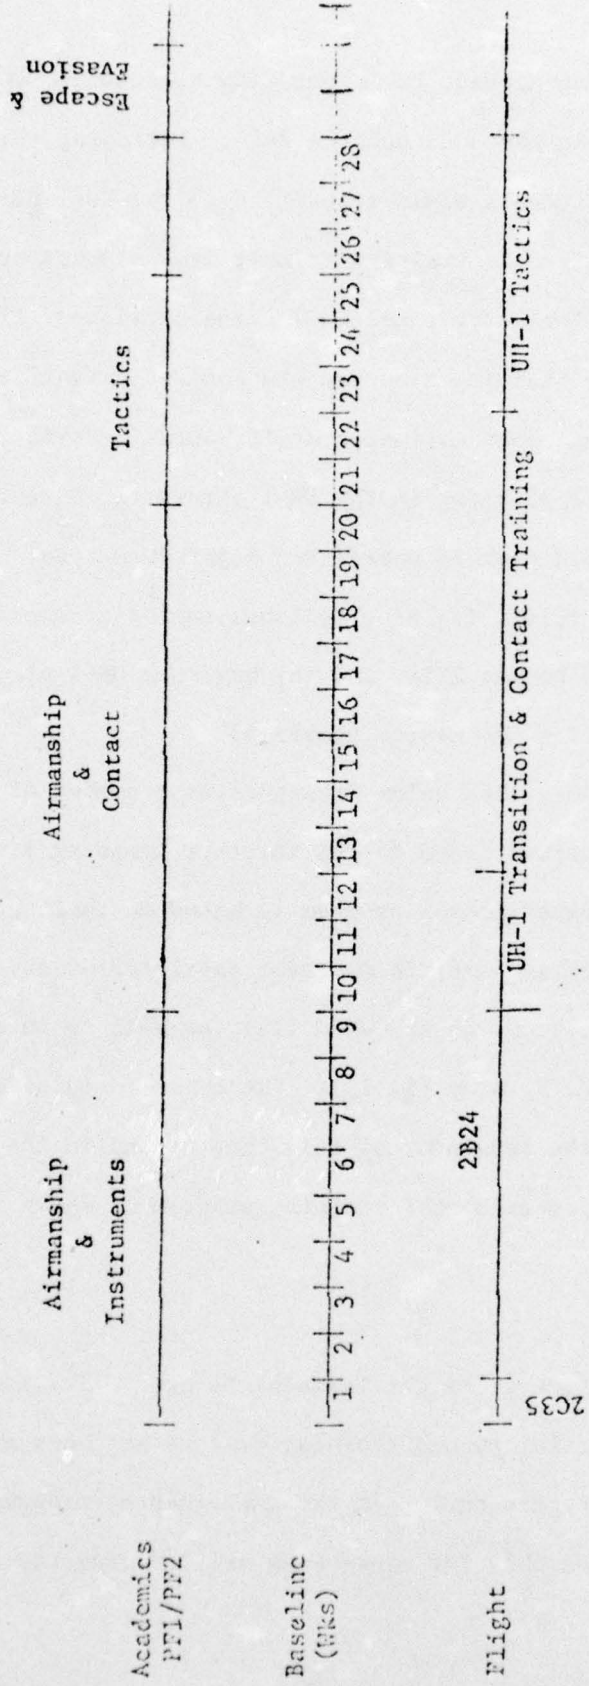 Airmanship
&
Instruments
Airmanship
&
Contact
Tactics
Escape &
Evasion
Academics
PF1/PF2
Baseline
(Wks)
1 2 3 4 5 6 7 8 9 10 11 12 13 14 15 16 17 18 19 20 21 22 23 24 25 26 27 28
Flight
2C35
2B24
UH-1 Transition & Contact Training
UH-1 Tactics